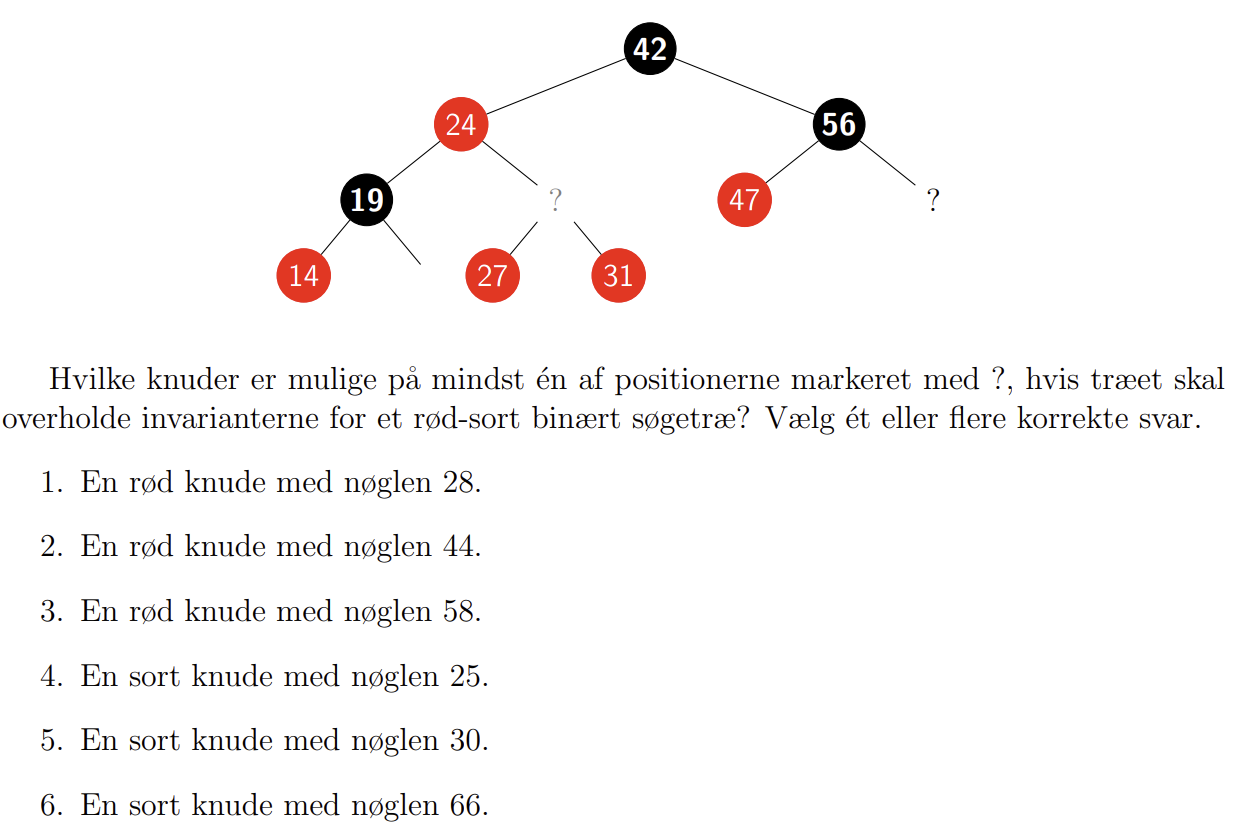 42
24
56
19
?
47
?
14
27
31
Hvilke knuder er mulige på mindst én af positionerne markeret med ?, hvis træet skal
overholde invarianterne for et rød-sort binært søgetræ? Vælg ét eller flere korrekte svar.
1. En rød knude med nøglen 28.
2. En rød knude med nøglen 44.
3. En rød knude med nøglen 58.
4. En sort knude med nøglen 25.
5. En sort knude med nøglen 30.
6. En sort knude med nøglen 66.